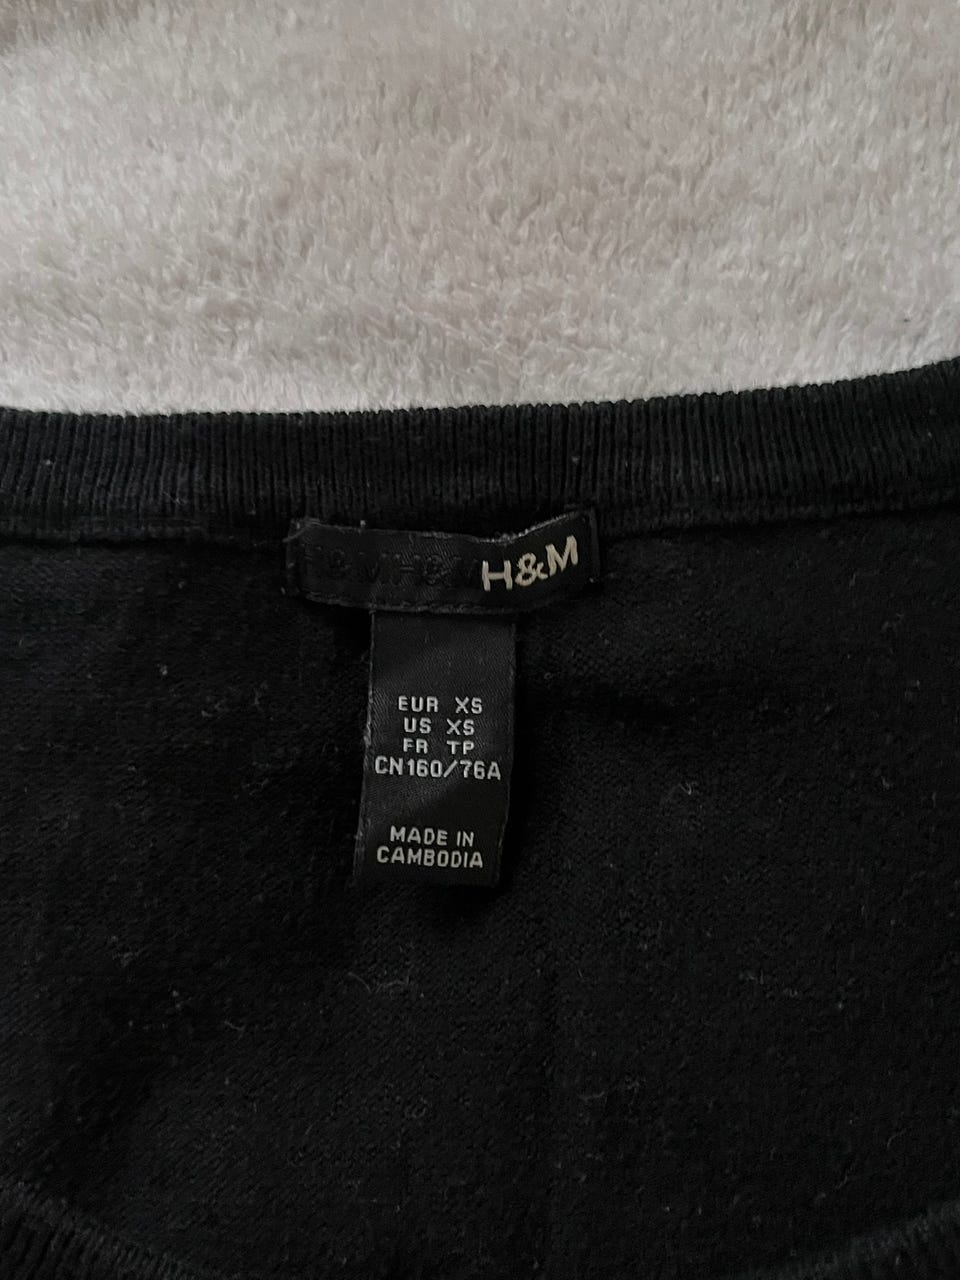 H&M
EUR XS
US XS
FR TP
CN160/76A
MADE IN
CAMBODIA